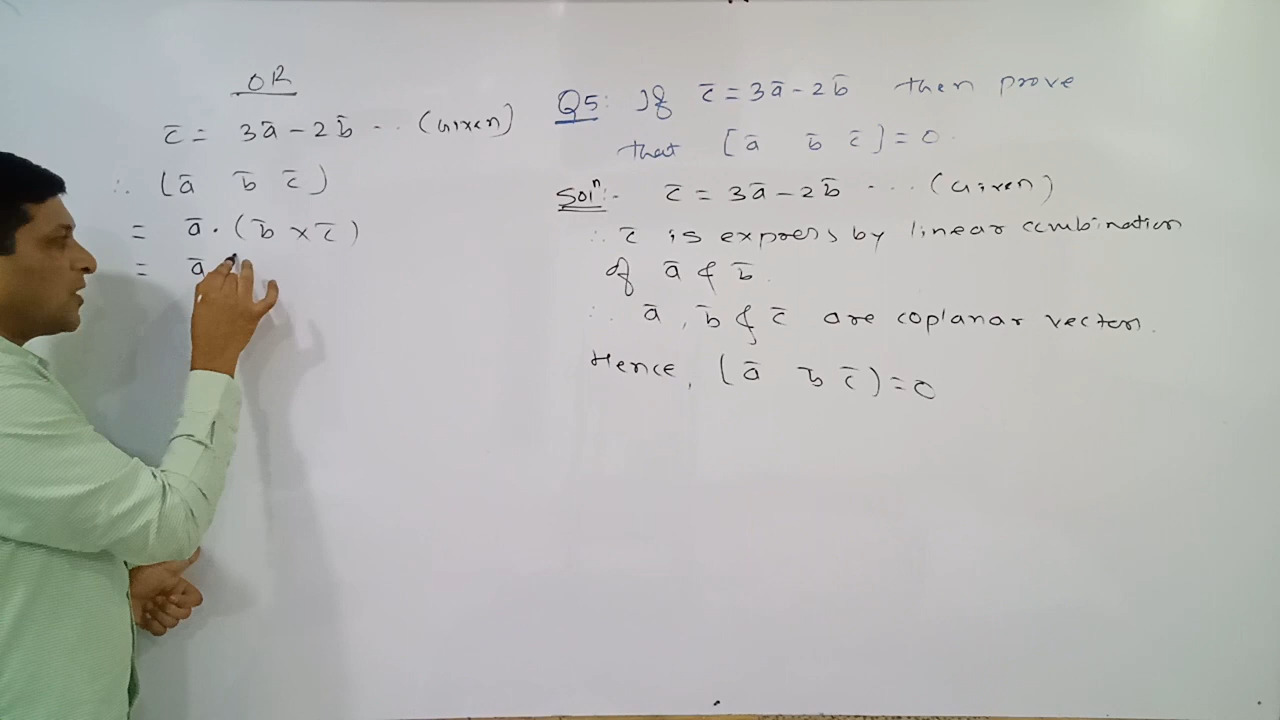 OR
c̄ = 3ā - 2b̄ ... (Given)
∴ [ā b̄ c̄]
= ā · (b̄ × c̄)
= ā
Q5: If c̄ = 3ā - 2b̄ then prove
that [ā b̄ c̄] = 0.
Solⁿ:- c̄ = 3ā - 2b̄ ... (Given)
∴ c̄ is express by linear combination
of ā & b̄.
∴ ā, b̄ & c̄ are coplanar vectors.
Hence, [ā b̄ c̄] = 0